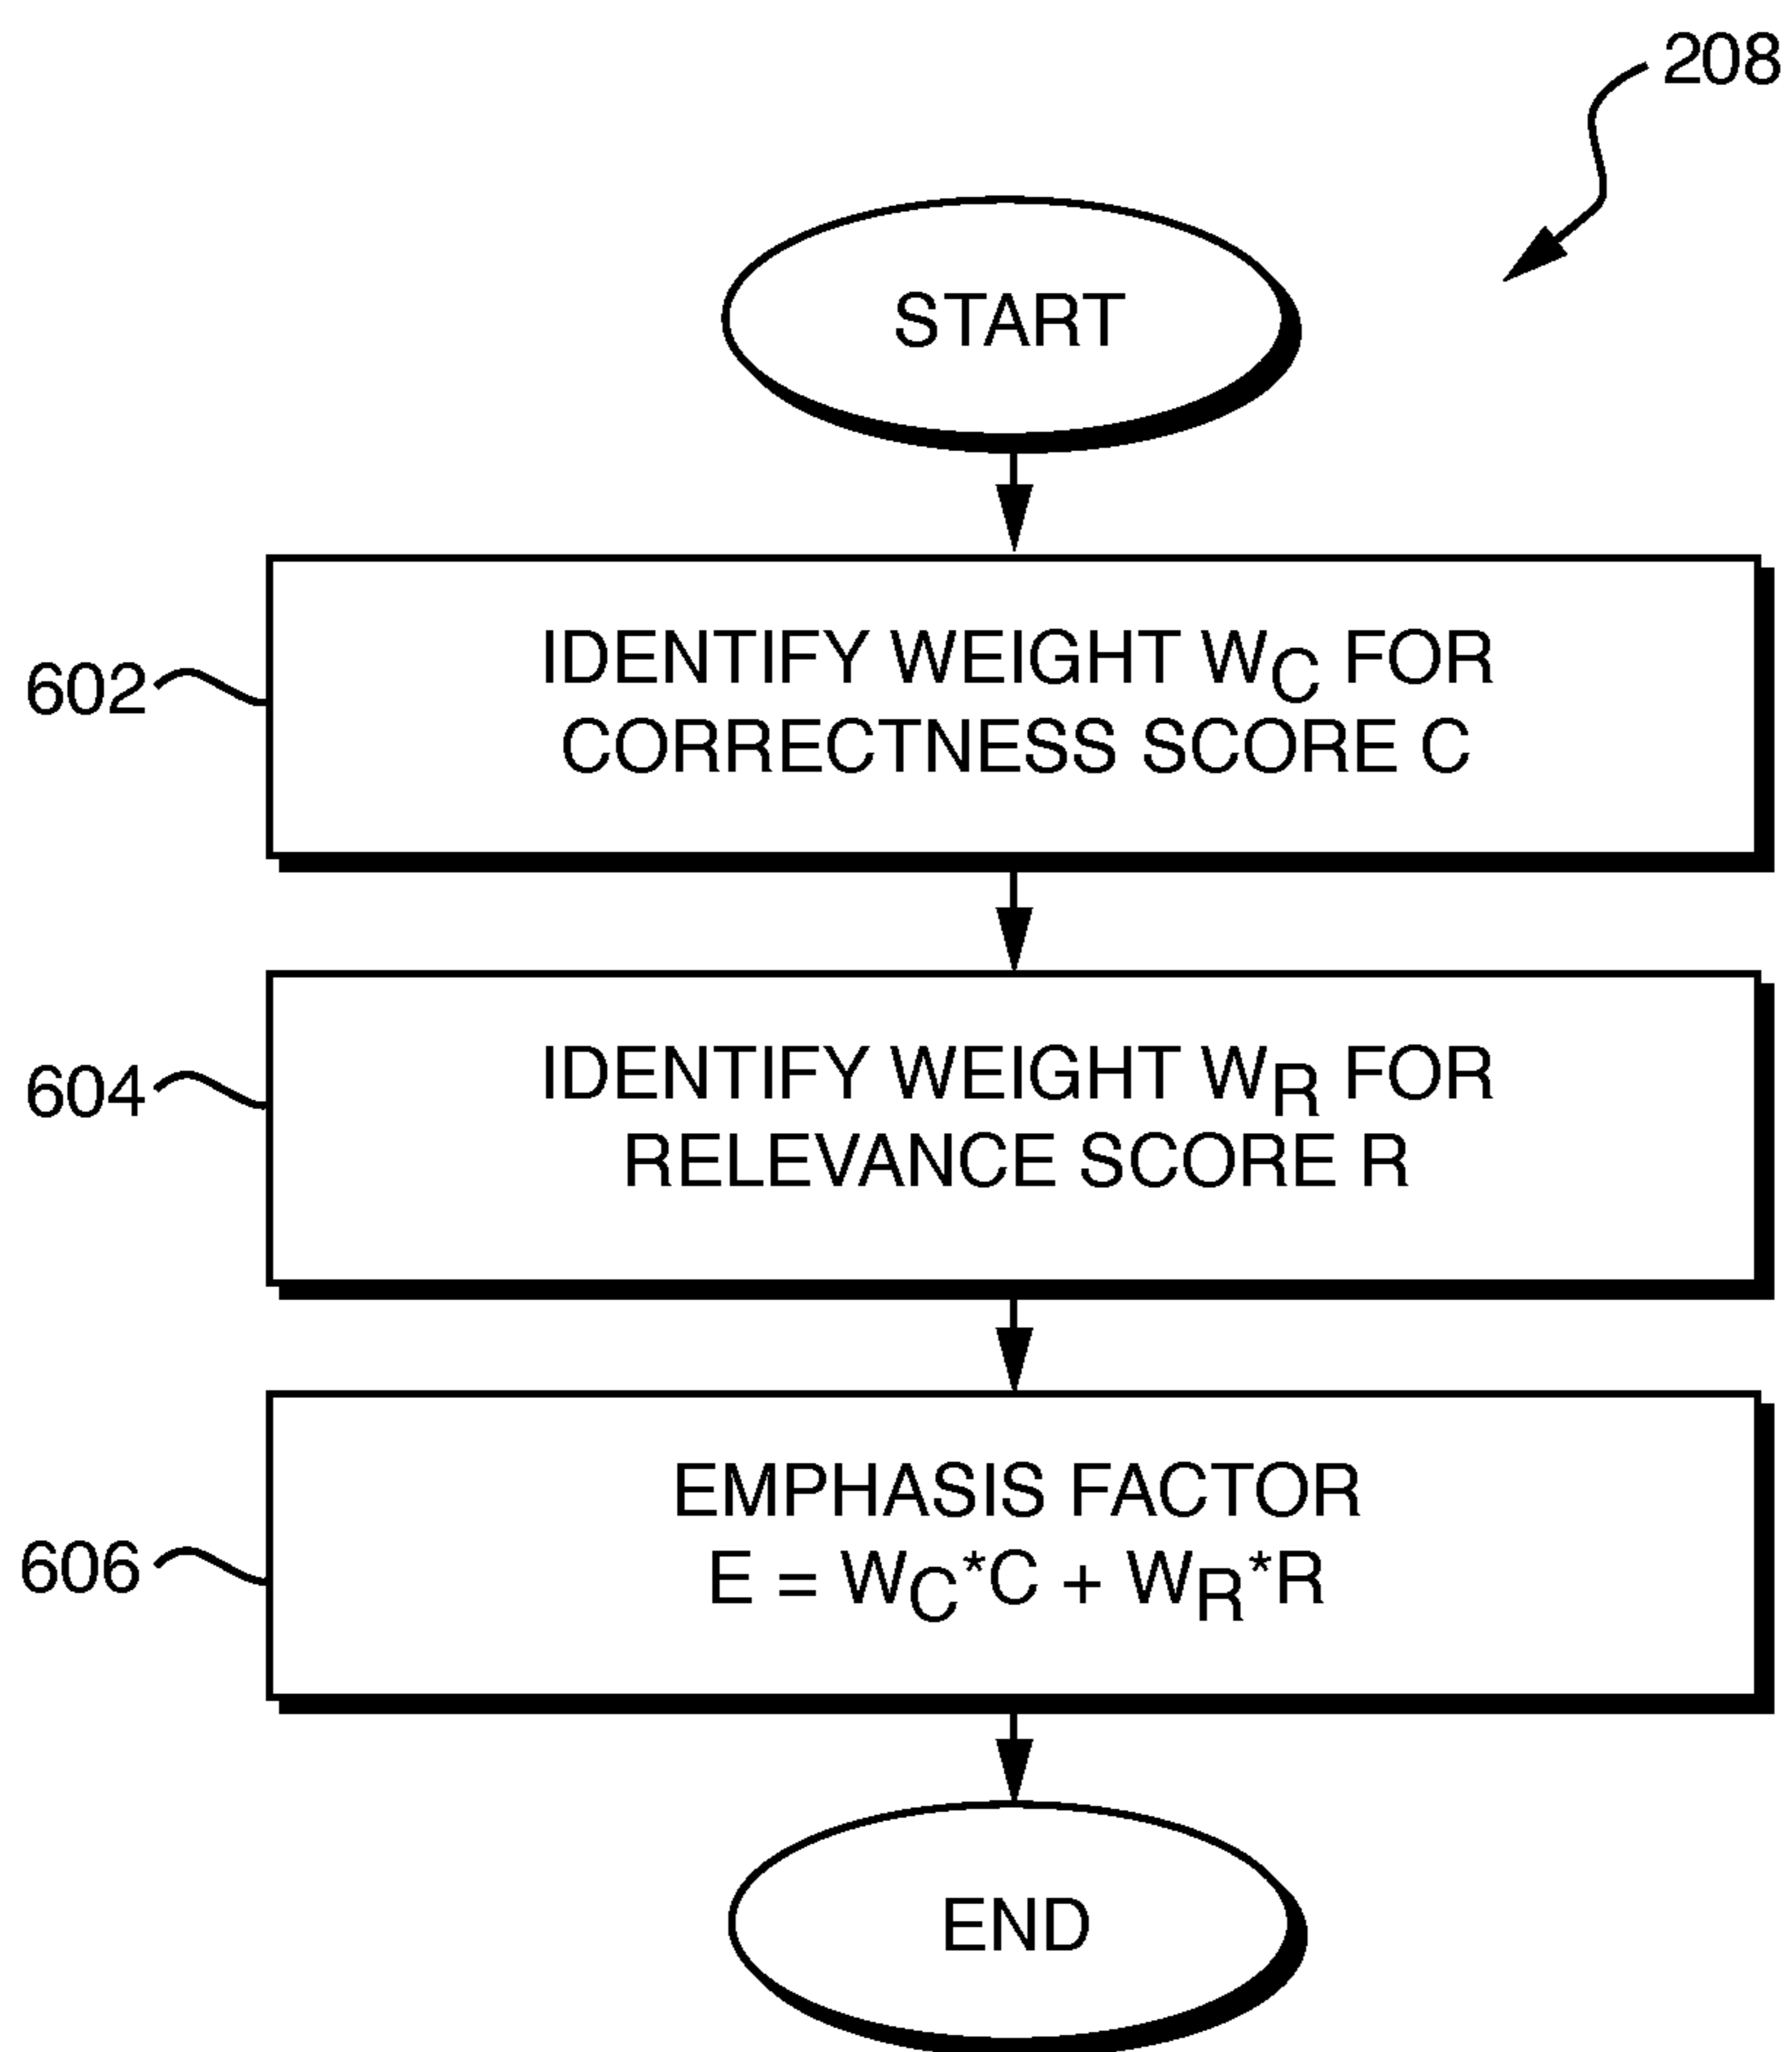 208
START
602
IDENTIFY WEIGHT WC FOR
CORRECTNESS SCORE C
604
IDENTIFY WEIGHT WR FOR
RELEVANCE SCORE R
606
EMPHASIS FACTOR
E = WC*C + WR*R
END